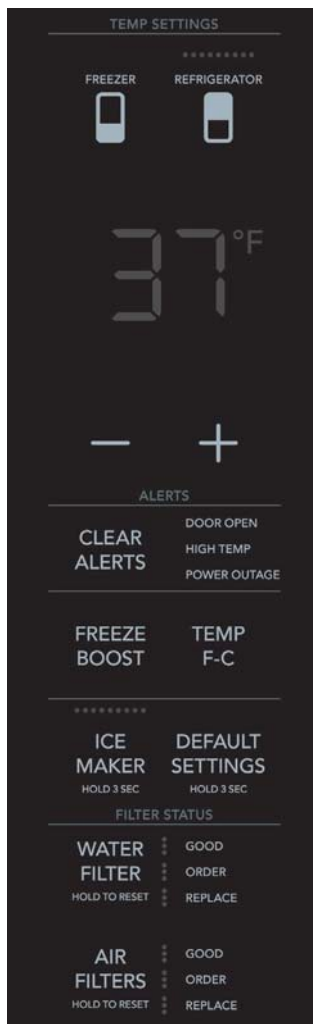 TEMP SETTINGS
FREEZER REFRIGERATOR
37°F
– +
ALERTS
CLEAR
ALERTS
DOOR OPEN
HIGH TEMP
POWER OUTAGE
FREEZE
BOOST
TEMP
F-C
ICE
MAKER
HOLD 3 SEC
DEFAULT
SETTINGS
HOLD 3 SEC
FILTER STATUS
WATER
FILTER
HOLD TO RESET
GOOD
ORDER
REPLACE
AIR
FILTERS
HOLD TO RESET
GOOD
ORDER
REPLACE